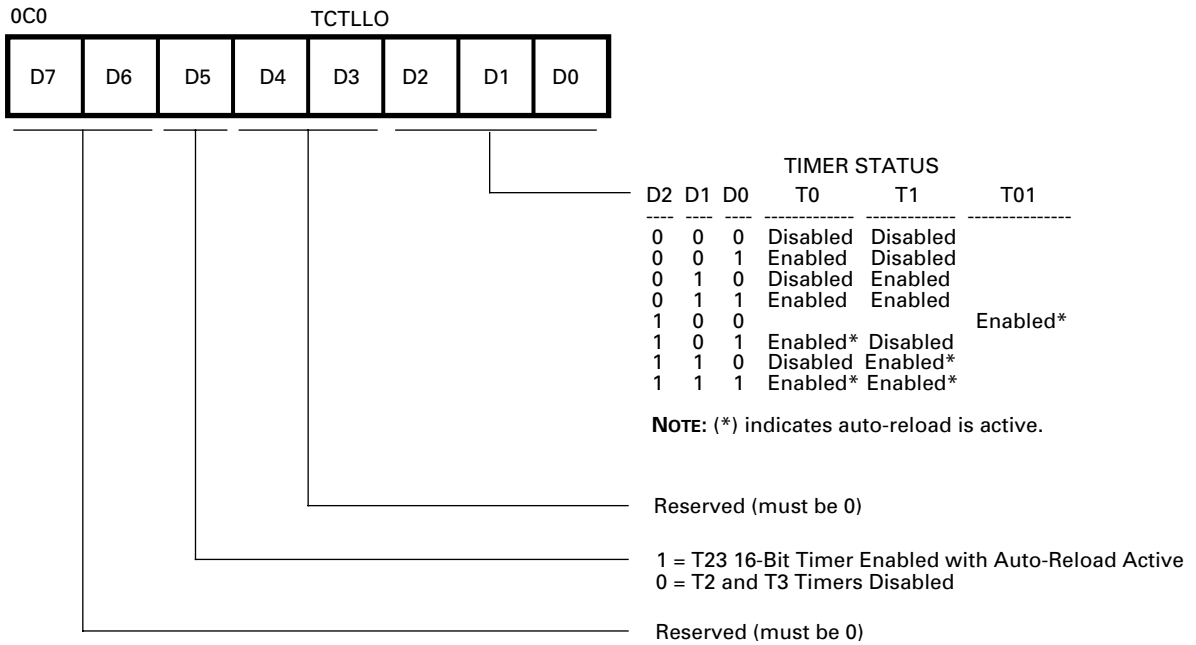 0C0 TCTLLO
D7 D6 D5 D4 D3 D2 D1 D0
TIMER STATUS
D2 D1 D0 T0 T1 T01
---- ---- ---- ------------- ------------- ---------------
0 0 0 Disabled Disabled
0 0 1 Enabled Disabled
0 1 0 Disabled Enabled
0 1 1 Enabled Enabled
1 0 0 Enabled*
1 0 1 Enabled* Disabled
1 1 0 Disabled Enabled*
1 1 1 Enabled* Enabled*
NOTE: (*) indicates auto-reload is active.
Reserved (must be 0)
1 = T23 16-Bit Timer Enabled with Auto-Reload Active
0 = T2 and T3 Timers Disabled
Reserved (must be 0)